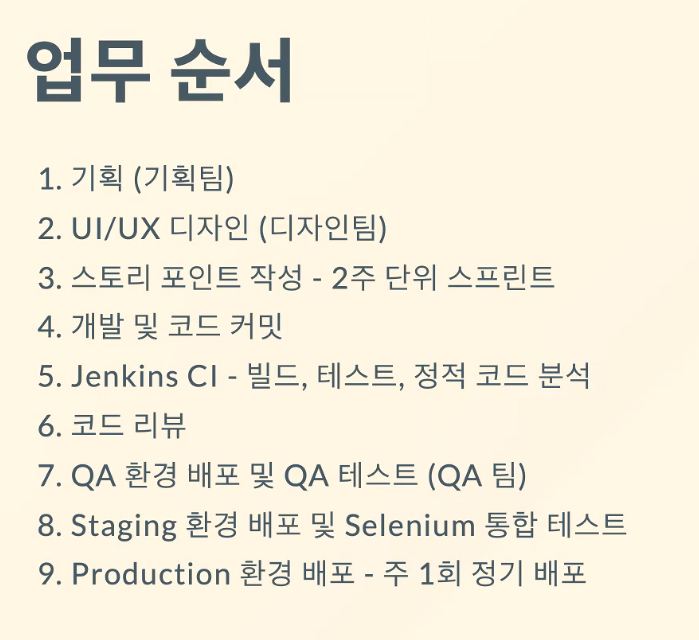 업무 순서
1. 기획 (기획팀)
2. UI/UX 디자인 (디자인팀)
3. 스토리 포인트 작성 - 2주 단위 스프린트
4. 개발 및 코드 커밋
5. Jenkins CI - 빌드, 테스트, 정적 코드 분석
6. 코드 리뷰
7. QA 환경 배포 및 QA 테스트 (QA 팀)
8. Staging 환경 배포 및 Selenium 통합 테스트
9. Production 환경 배포 - 주 1회 정기 배포